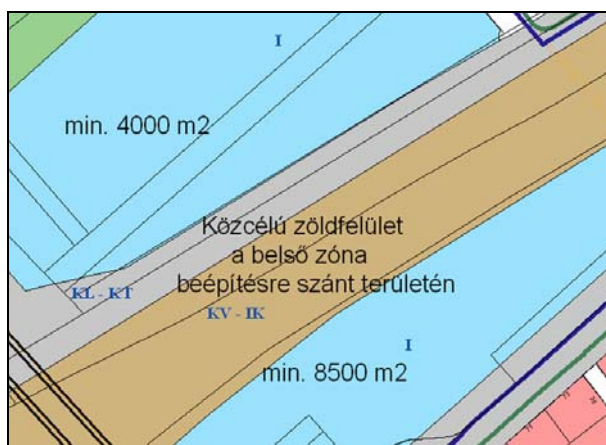 I
min. 4000 m2
Közcélú zöldfelület
a belső zóna
beépítésre szánt területén
KL - KT
KV - IK
I
min. 8500 m2